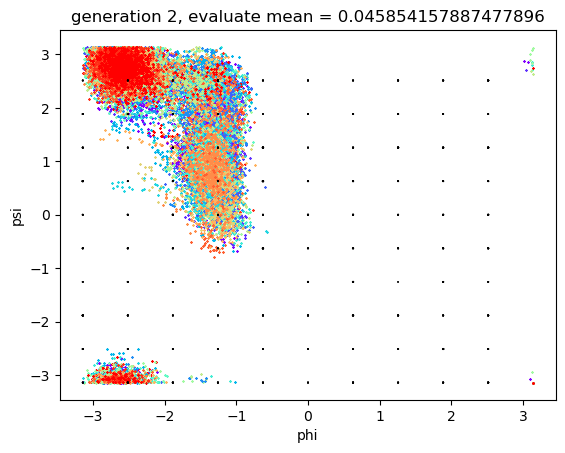 generation 2, evaluate mean = 0.045854157887477896
3
2
1
0
−1
−2
−3
psi
−3 −2 −1 0 1 2 3
phi